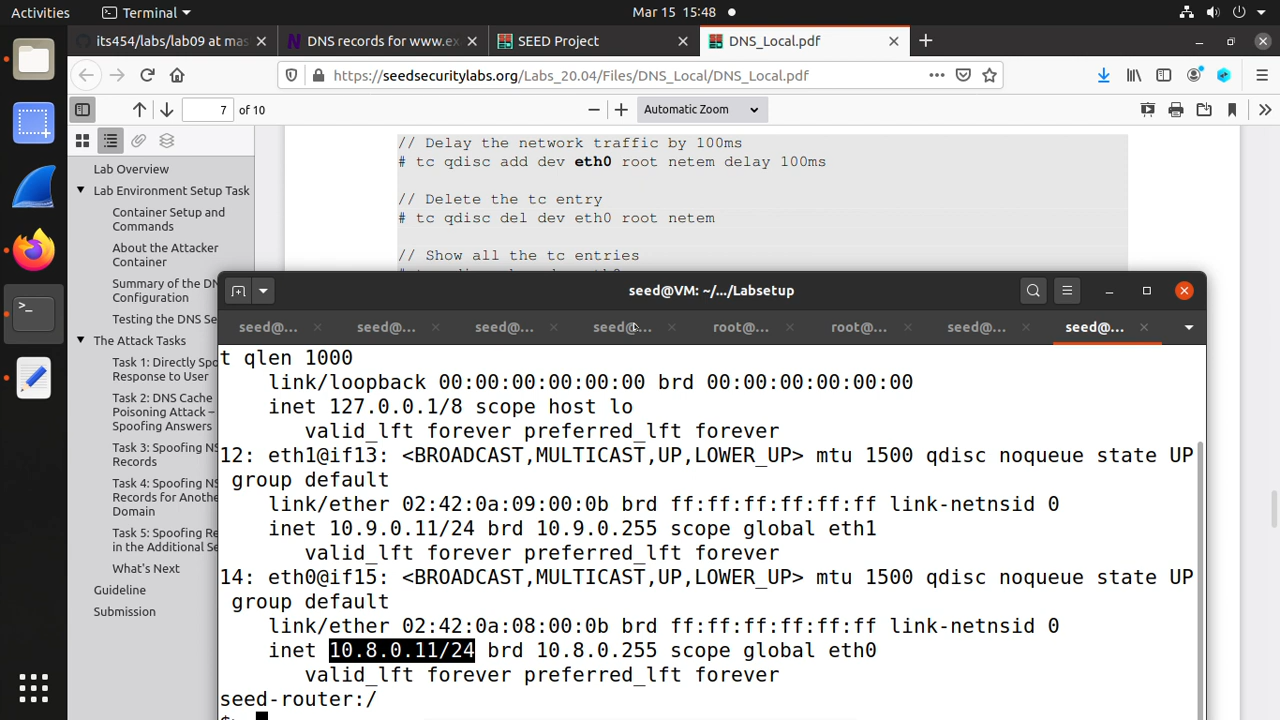 Activities
Terminal
Mar 15 15:48
its454/labs/lab09 at mas
DNS records for www.ex
SEED Project
DNS_Local.pdf
https://seedsecuritylabs.org/Labs_20.04/Files/DNS_Local/DNS_Local.pdf
7 of 10
Automatic Zoom
Lab Overview
Lab Environment Setup Task
Container Setup and
Commands
About the Attacker
Container
Summary of the DN
Configuration
Testing the DNS Se
The Attack Tasks
Task 1: Directly Spo
Response to User
Task 2: DNS Cache
Poisoning Attack –
Spoofing Answers
Task 3: Spoofing NS
Records
Task 4: Spoofing NS
Records for Anothe
Domain
Task 5: Spoofing Re
in the Additional Se
What's Next
Guideline
Submission
// Delay the network traffic by 100ms
# tc qdisc add dev eth0 root netem delay 100ms
// Delete the tc entry
# tc qdisc del dev eth0 root netem
// Show all the tc entries
seed@VM: ~/.../Labsetup
seed@... seed@... seed@... seed@... root@... root@... seed@... seed@...
t qlen 1000
link/loopback 00:00:00:00:00:00 brd 00:00:00:00:00:00
inet 127.0.0.1/8 scope host lo
valid_lft forever preferred_lft forever
12: eth1@if13: <BROADCAST,MULTICAST,UP,LOWER_UP> mtu 1500 qdisc noqueue state UP
group default
link/ether 02:42:0a:09:00:0b brd ff:ff:ff:ff:ff:ff link-netnsid 0
inet 10.9.0.11/24 brd 10.9.0.255 scope global eth1
valid_lft forever preferred_lft forever
14: eth0@if15: <BROADCAST,MULTICAST,UP,LOWER_UP> mtu 1500 qdisc noqueue state UP
group default
link/ether 02:42:0a:08:00:0b brd ff:ff:ff:ff:ff:ff link-netnsid 0
inet 10.8.0.11/24 brd 10.8.0.255 scope global eth0
valid_lft forever preferred_lft forever
seed-router:/